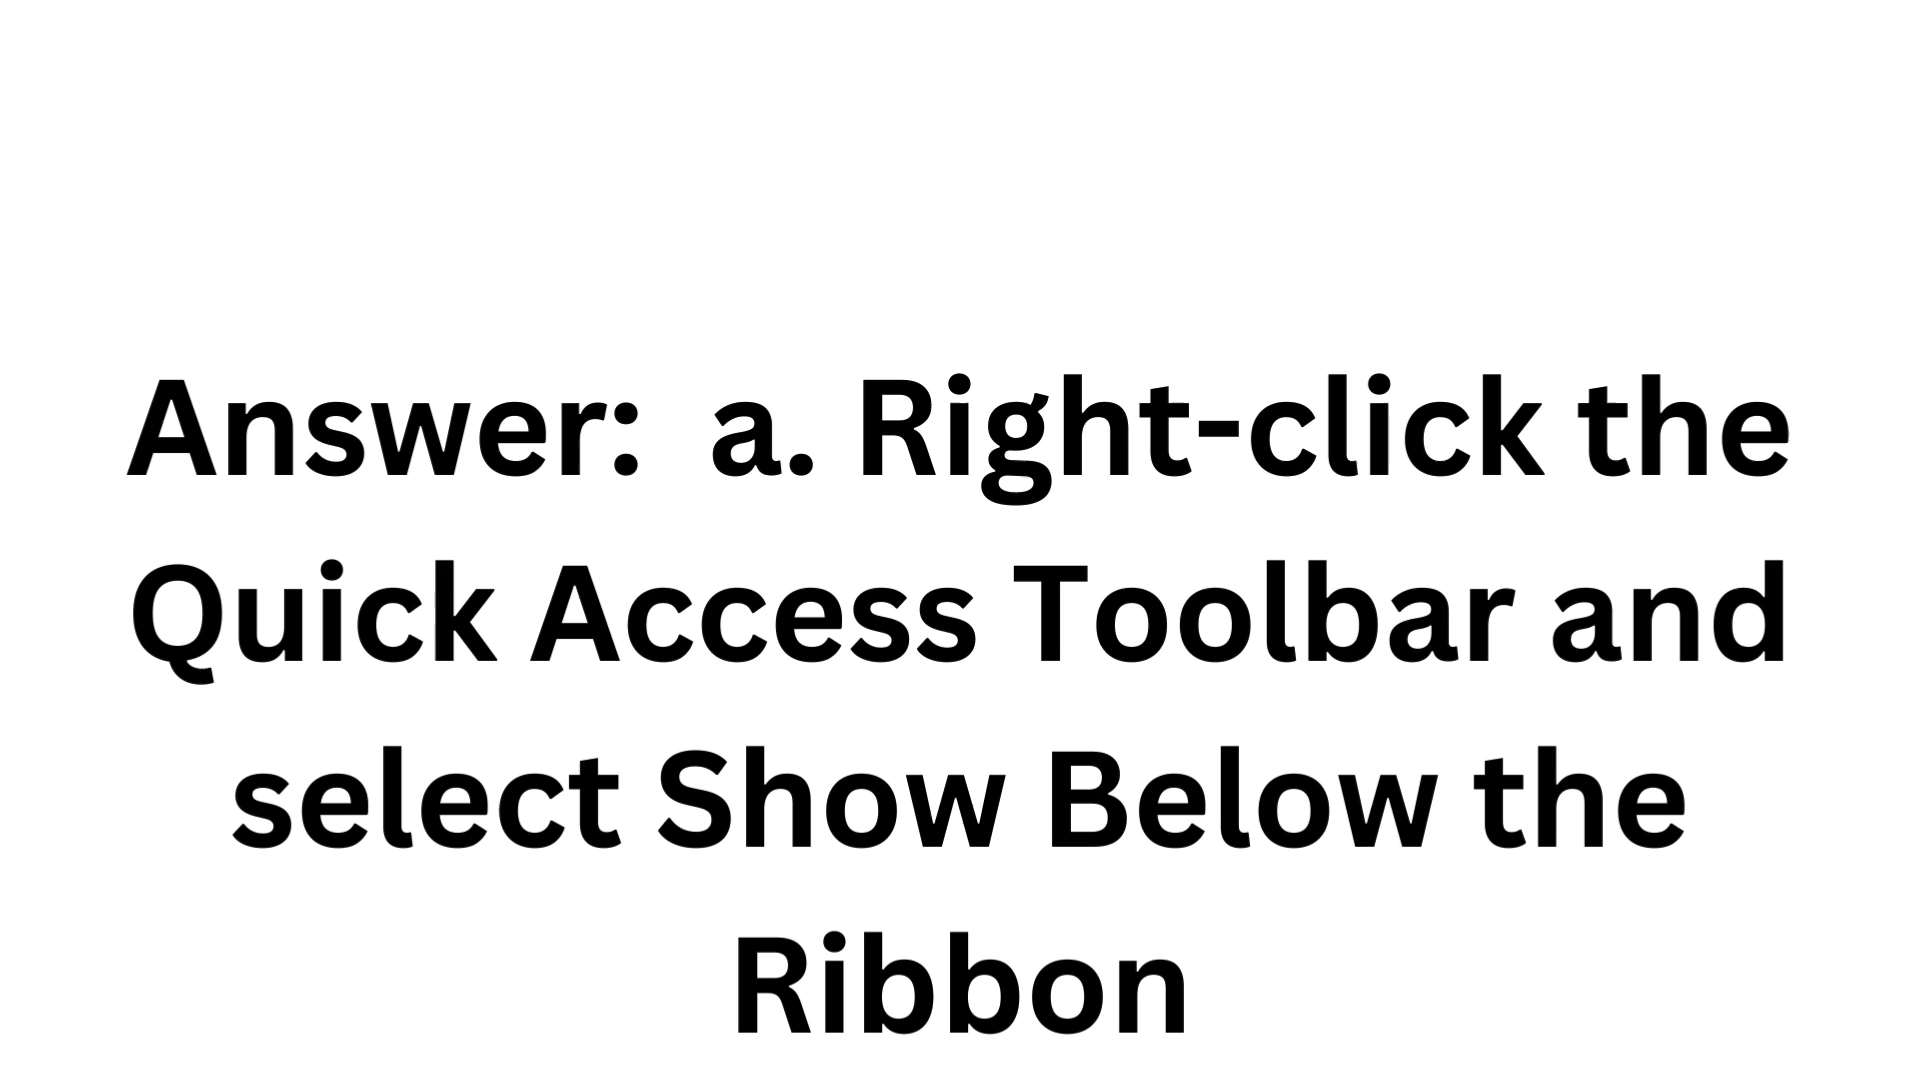 Answer:  a. Right-click the
Quick Access Toolbar and
select Show Below the
Ribbon